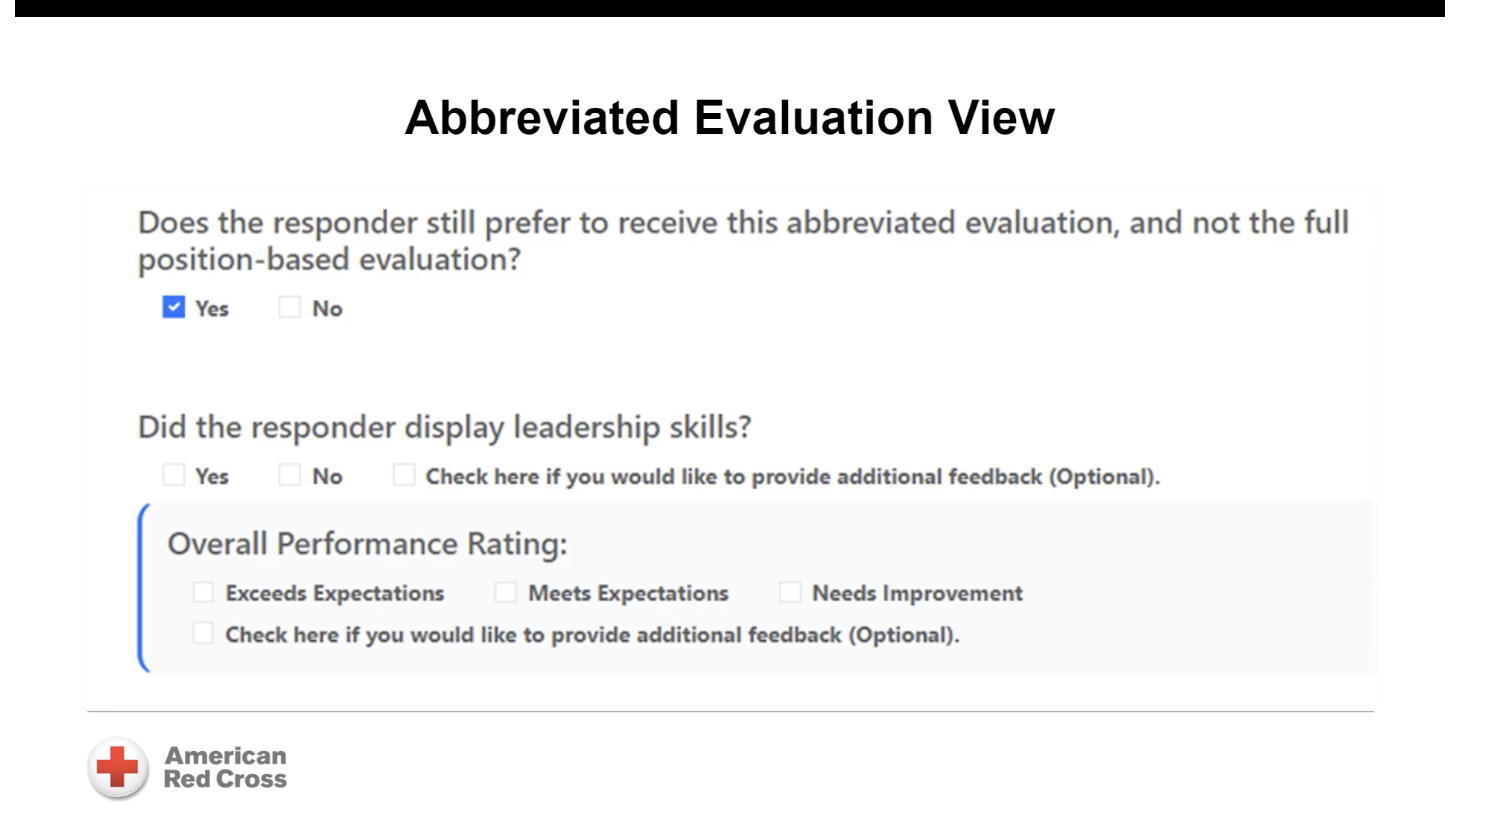 Abbreviated Evaluation View
Does the responder still prefer to receive this abbreviated evaluation, and not the full
position-based evaluation?
Yes No
Did the responder display leadership skills?
Yes No Check here if you would like to provide additional feedback (Optional).
Overall Performance Rating:
Exceeds Expectations Meets Expectations Needs Improvement
Check here if you would like to provide additional feedback (Optional).
American
Red Cross